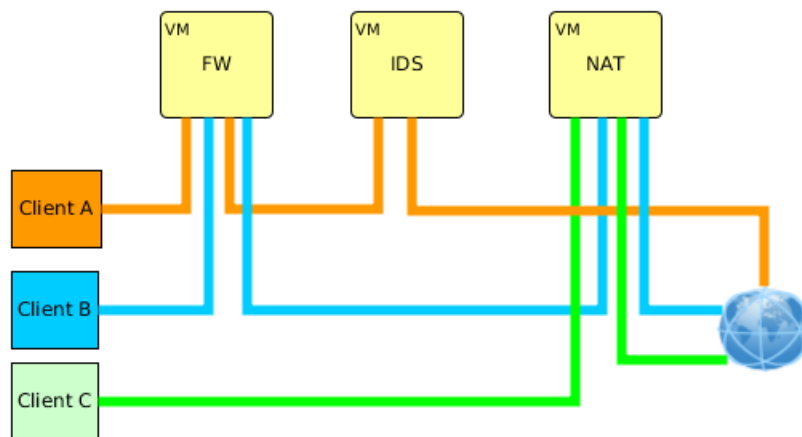 VM
FW
VM
IDS
VM
NAT
Client A
Client B
Client C